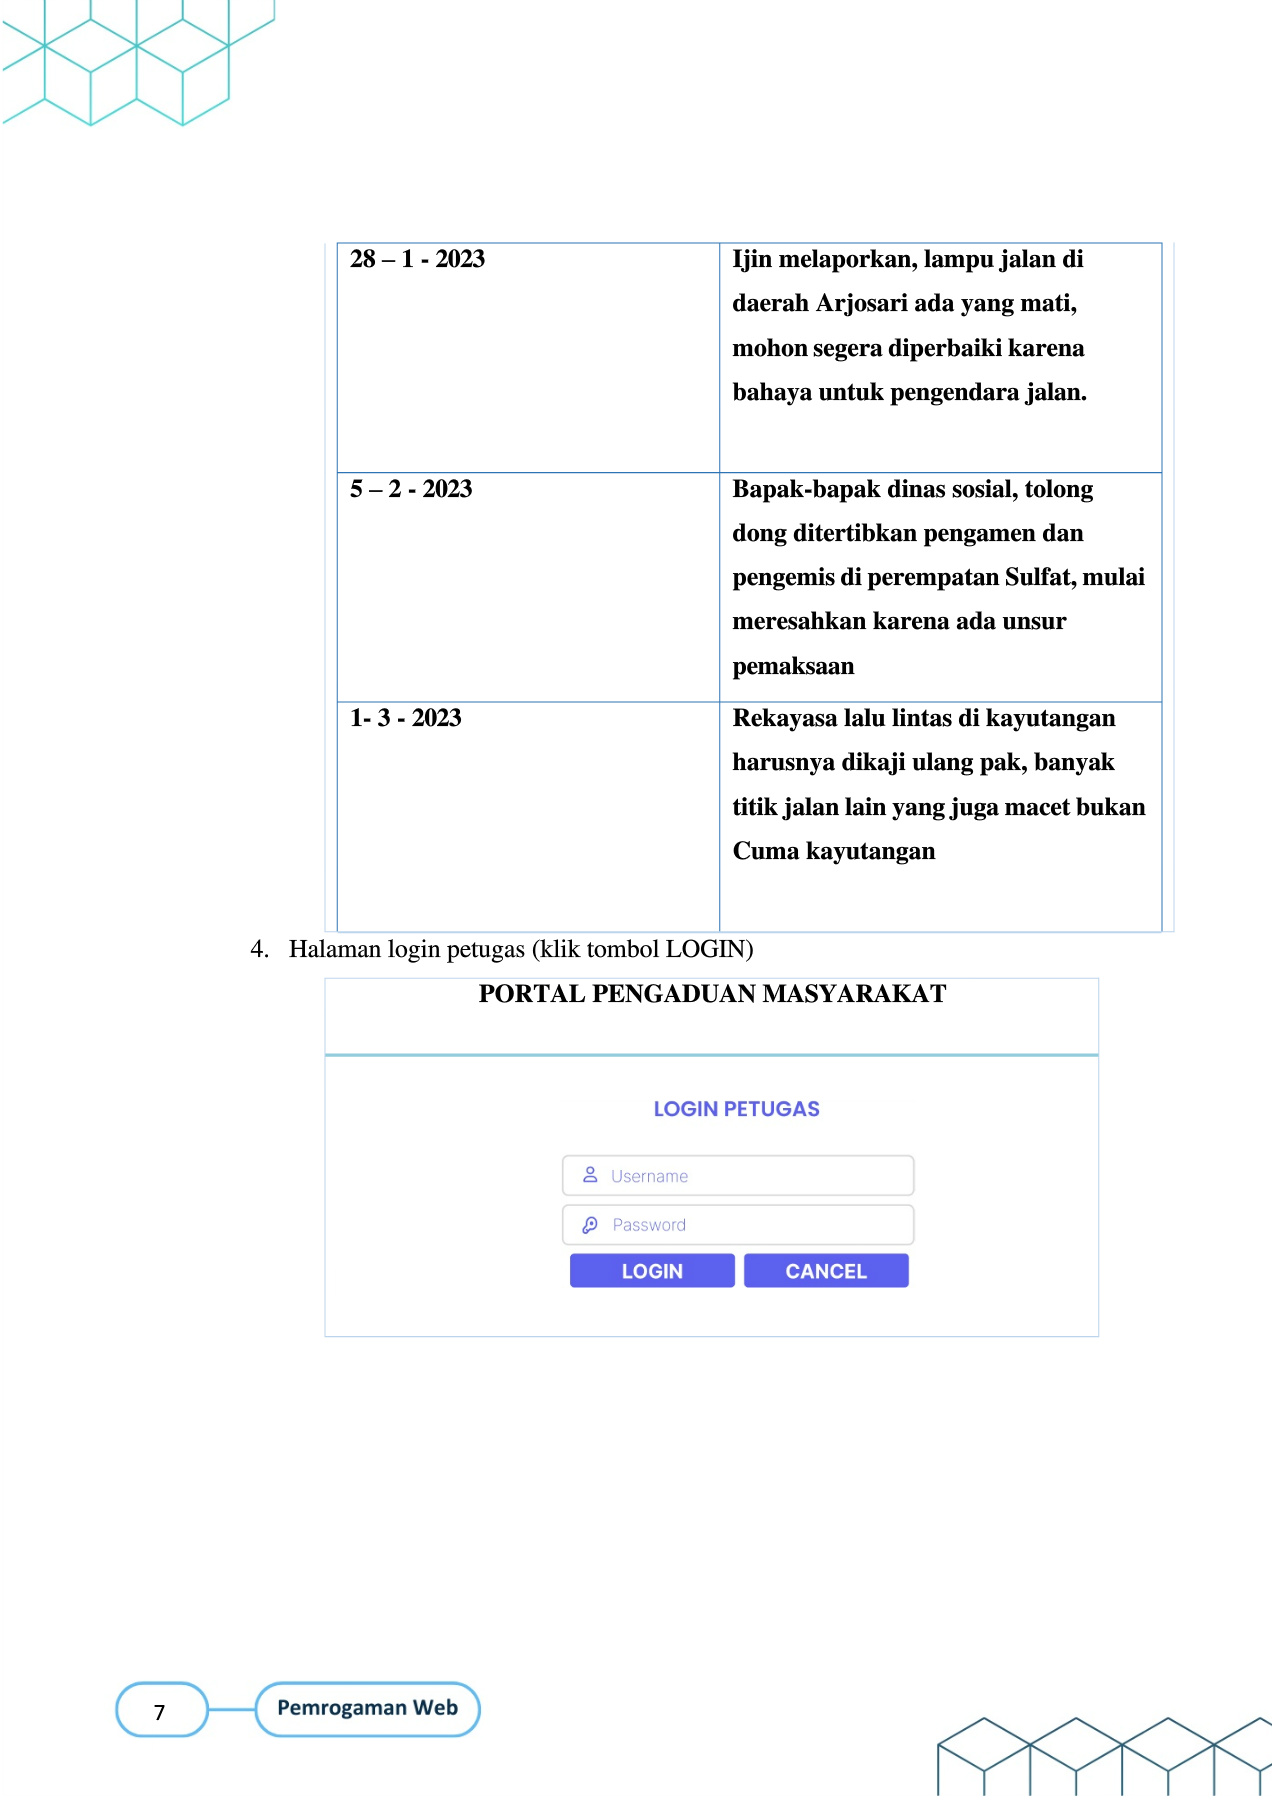 28 – 1 - 2023
Ijin melaporkan, lampu jalan di
daerah Arjosari ada yang mati,
mohon segera diperbaiki karena
bahaya untuk pengendara jalan.
5 – 2 - 2023
Bapak-bapak dinas sosial, tolong
dong ditertibkan pengamen dan
pengemis di perempatan Sulfat, mulai
meresahkan karena ada unsur
pemaksaan
1- 3 - 2023
Rekayasa lalu lintas di kayutangan
harusnya dikaji ulang pak, banyak
titik jalan lain yang juga macet bukan
Cuma kayutangan
4. Halaman login petugas (klik tombol LOGIN)
PORTAL PENGADUAN MASYARAKAT
LOGIN PETUGAS
Username
Password
LOGIN CANCEL
7 Pemrogaman Web